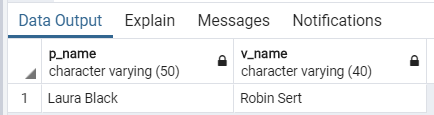 Data Output Explain Messages Notifications
p_name v_name
character varying (50) character varying (40)
1 Laura Black Robin Sert